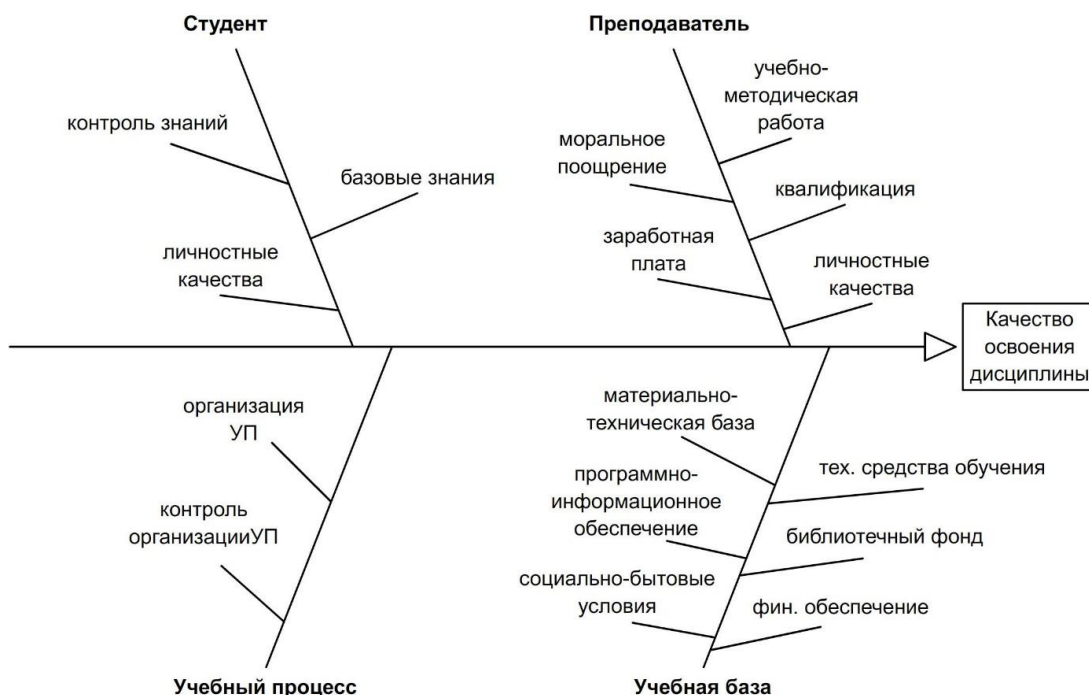 Студент
контроль знаний
базовые знания
личностные
качества
Преподаватель
учебно-
методическая
работа
моральное
поощрение
квалификация
заработная
плата
личностные
качества
Качество
освоения
дисциплины
организация
УП
контроль
организацииУП
Учебный процесс
материально-
техническая база
тех. средства обучения
программно-
информационное
обеспечение
библиотечный фонд
социально-бытовые
условия
фин. обеспечение
Учебная база